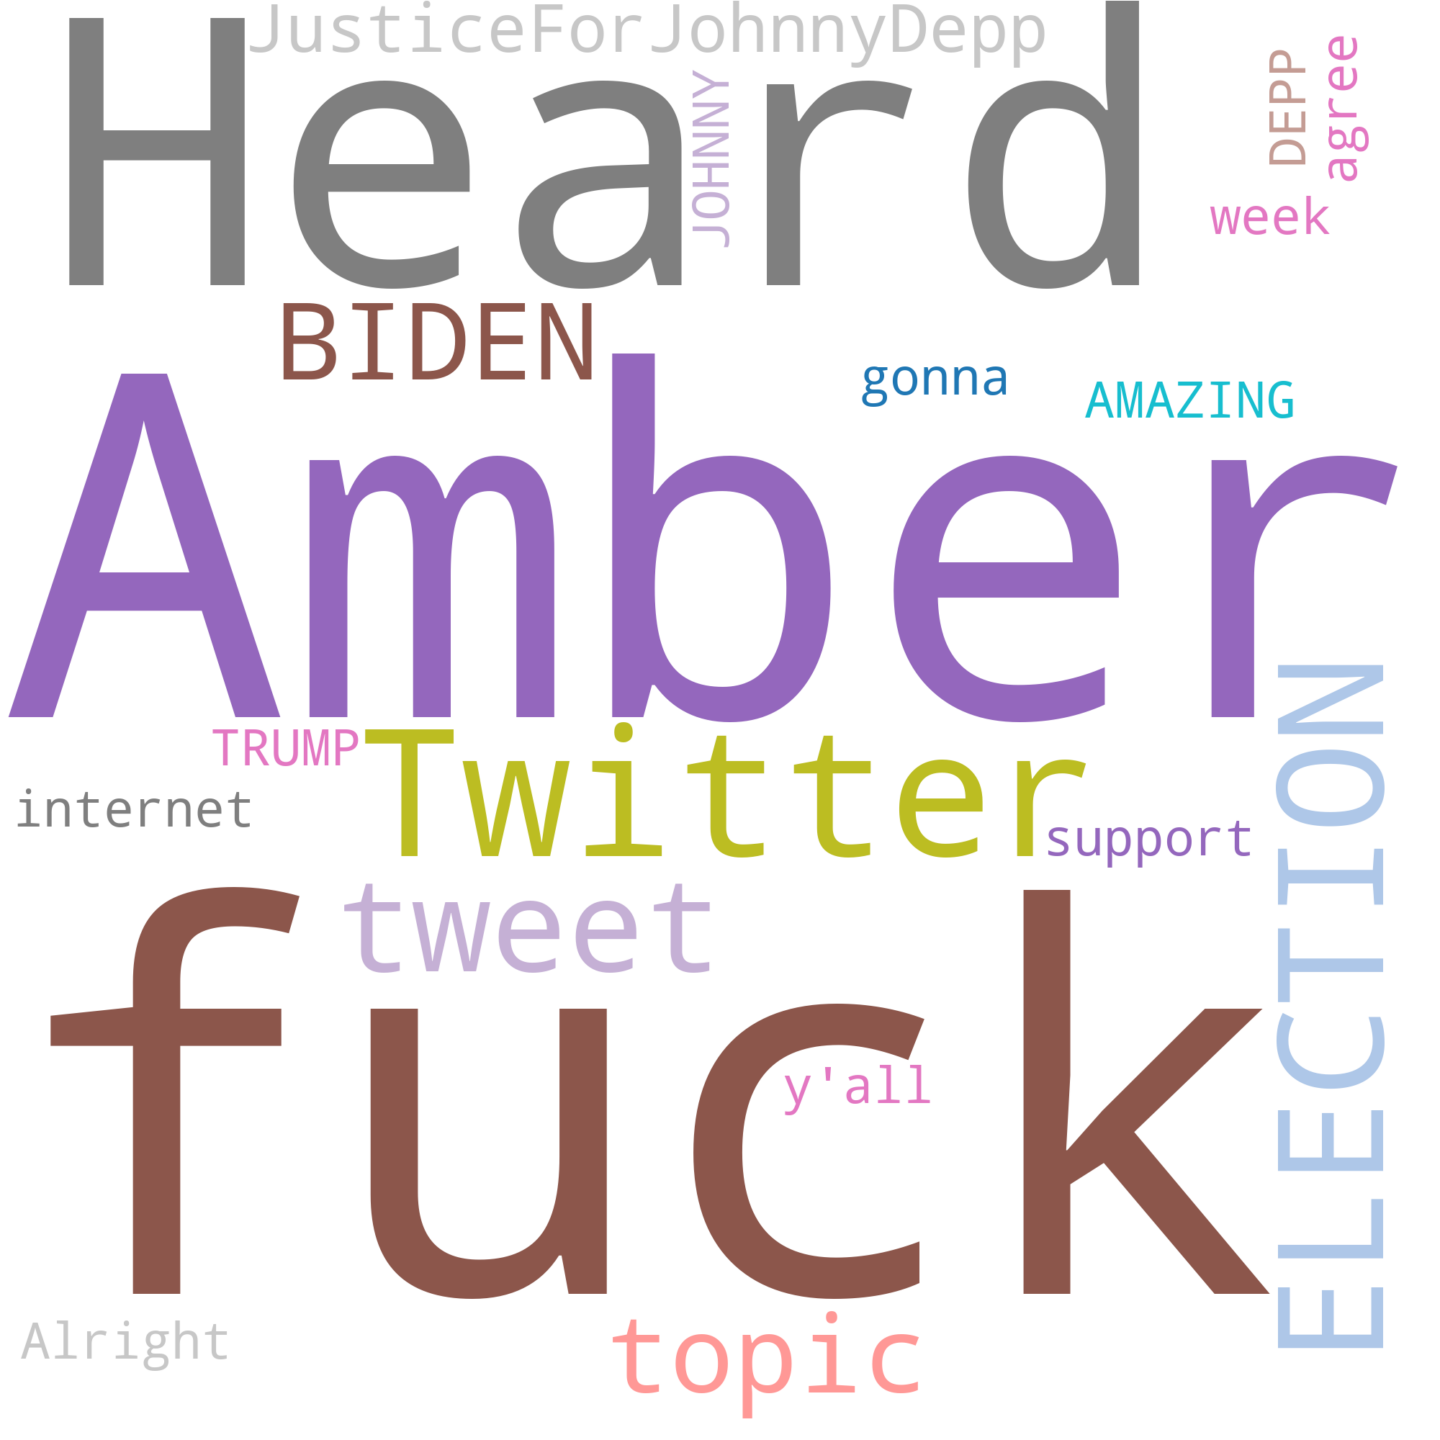 JusticeForJohnnyDepp
Heard
JOHNNY
DEPP
agree
week
BIDEN
gonna
AMAZING
Amber
TRUMP
Twitter
internet
support
ELECTION
tweet
fuck
y'all
Alright
topic